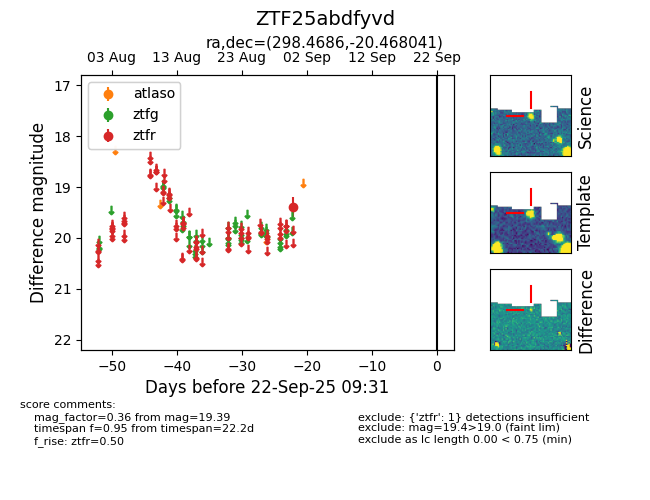 ZTF25abdfyvd
ra,dec=(298.4686,-20.468041)
03 Aug 13 Aug 23 Aug 02 Sep 12 Sep 22 Sep
17
18
19
20
21
22
Difference magnitude
atlaso
ztfg
ztfr
−50 −40 −30 −20 −10 0
Days before 22-Sep-25 09:31
Science
Template
Difference
score comments:
mag_factor=0.36 from mag=19.39
timespan f=0.95 from timespan=22.2d
f_rise: ztfr=0.50
exclude: {'ztfr': 1} detections insufficient
exclude: mag=19.4>19.0 (faint lim)
exclude as lc length 0.00 < 0.75 (min)